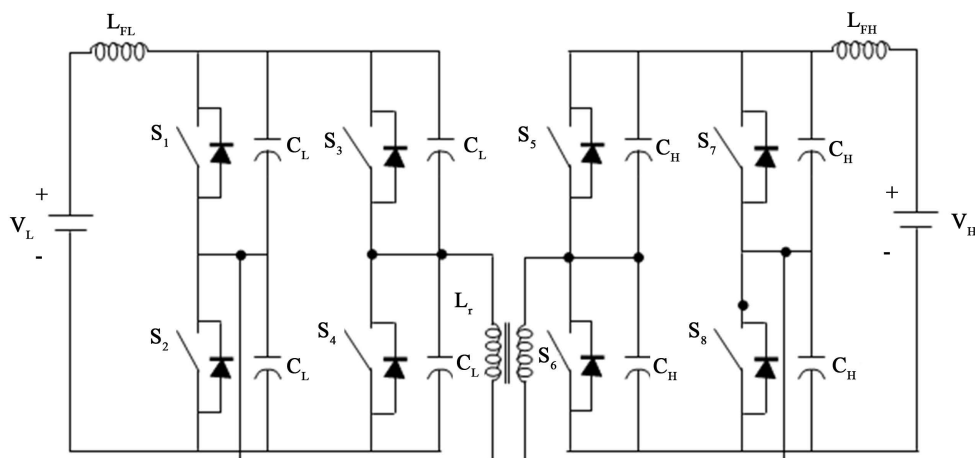 L_FL
L_FH
S_1
C_L
S_3
C_L
S_5
C_H
S_7
C_H
+
V_L
-
+
V_H
-
L_r
S_2
C_L
S_4
C_L
S_6
C_H
S_8
C_H